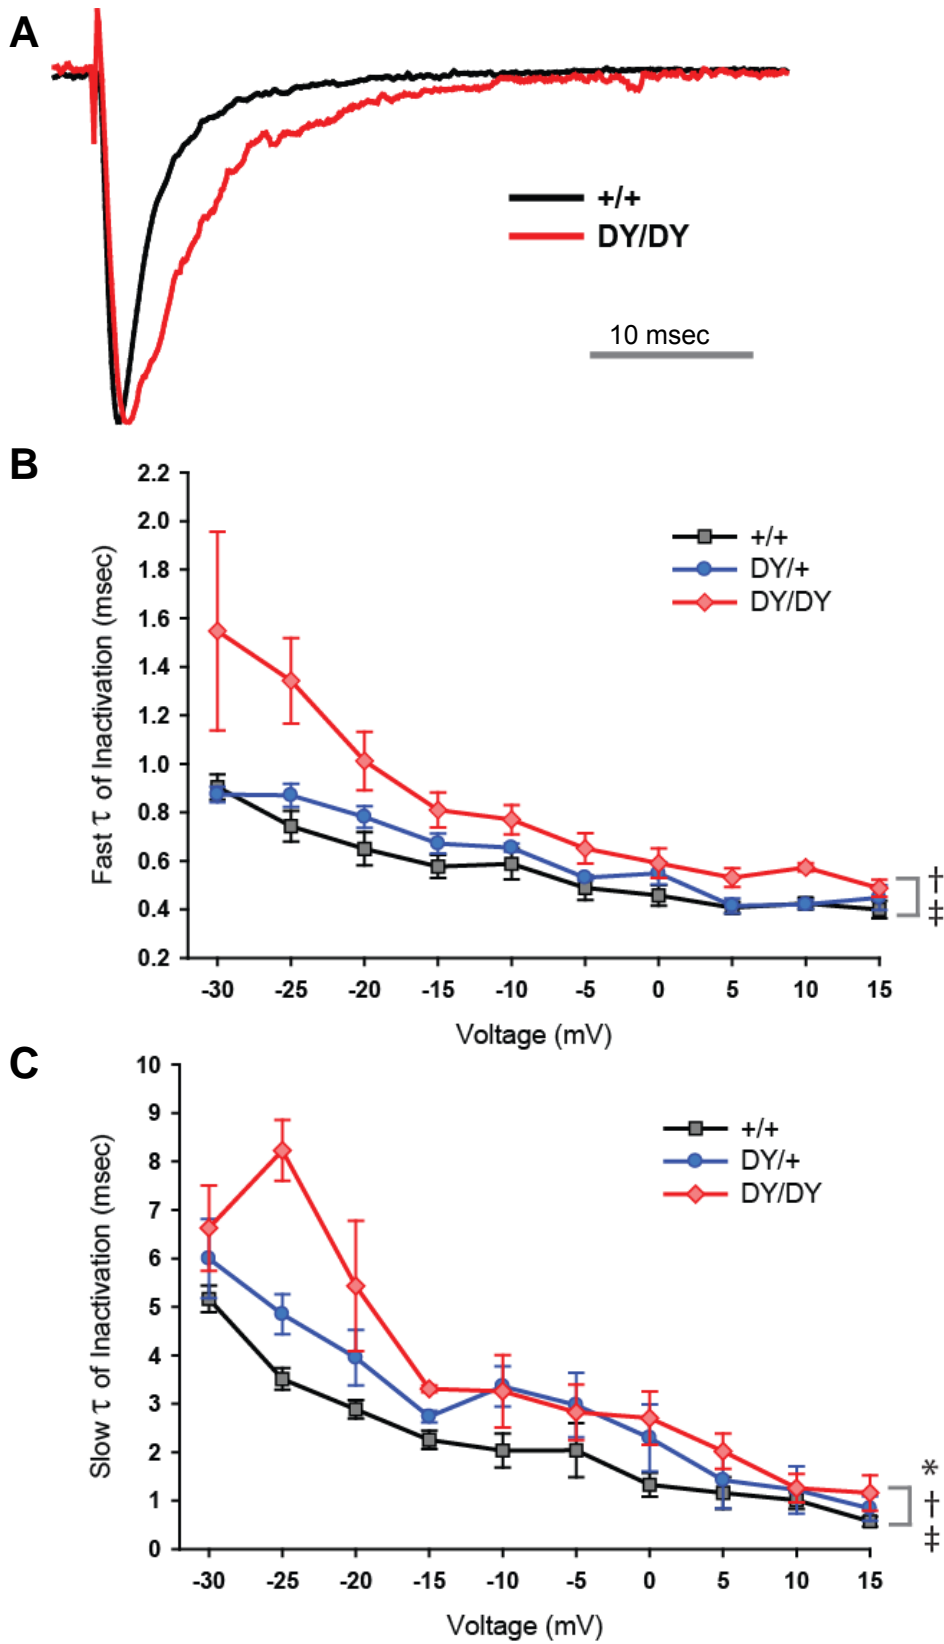 A
+/+
DY/DY
10 msec
B
Fast τ of Inactivation (msec)
2.2
2.0
1.8
1.6
1.4
1.2
1.0
0.8
0.6
0.4
0.2
+/+
DY/+
DY/DY
†
‡
-30 -25 -20 -15 -10 -5 0 5 10 15
Voltage (mV)
C
Slow τ of Inactivation (msec)
10
9
8
7
6
5
4
3
2
1
0
+/+
DY/+
DY/DY
*
†
‡
-30 -25 -20 -15 -10 -5 0 5 10 15
Voltage (mV)